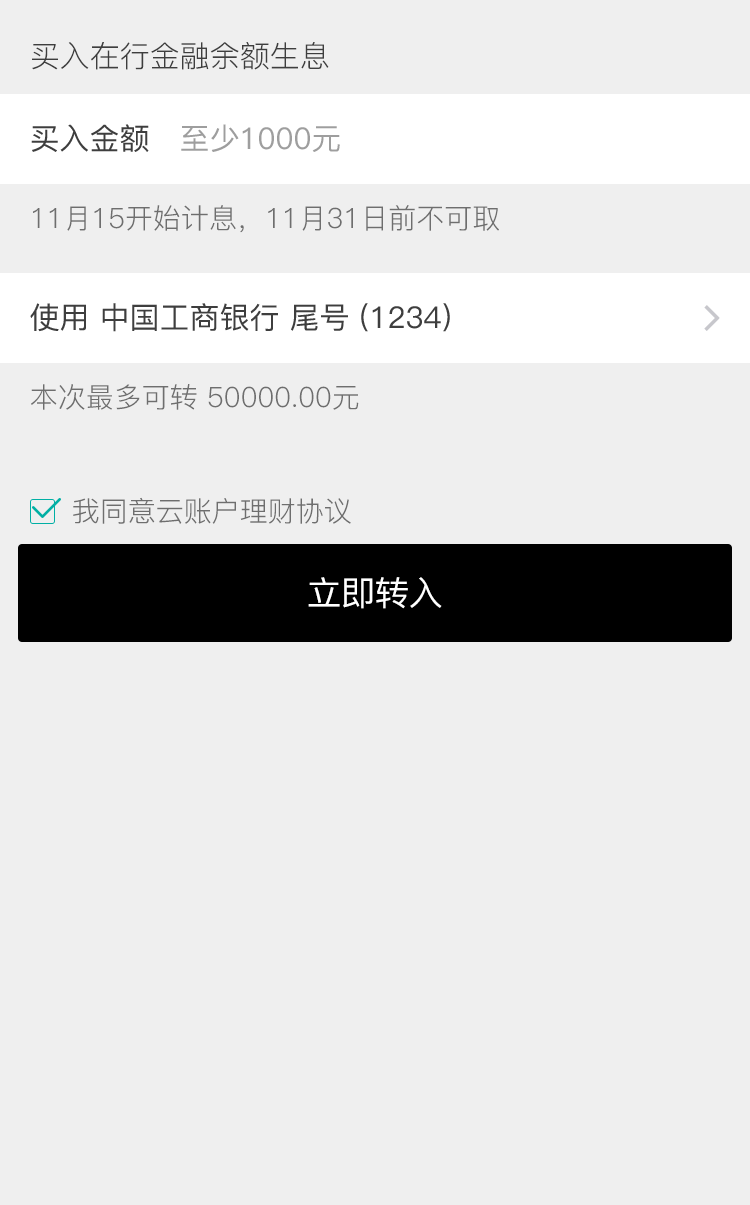 买入在行金融余额生息
买入金额 至少1000元
11月15开始计息，11月31日前不可取
使用 中国工商银行 尾号 (1234)
本次最多可转 50000.00元
我同意云账户理财协议
立即转入